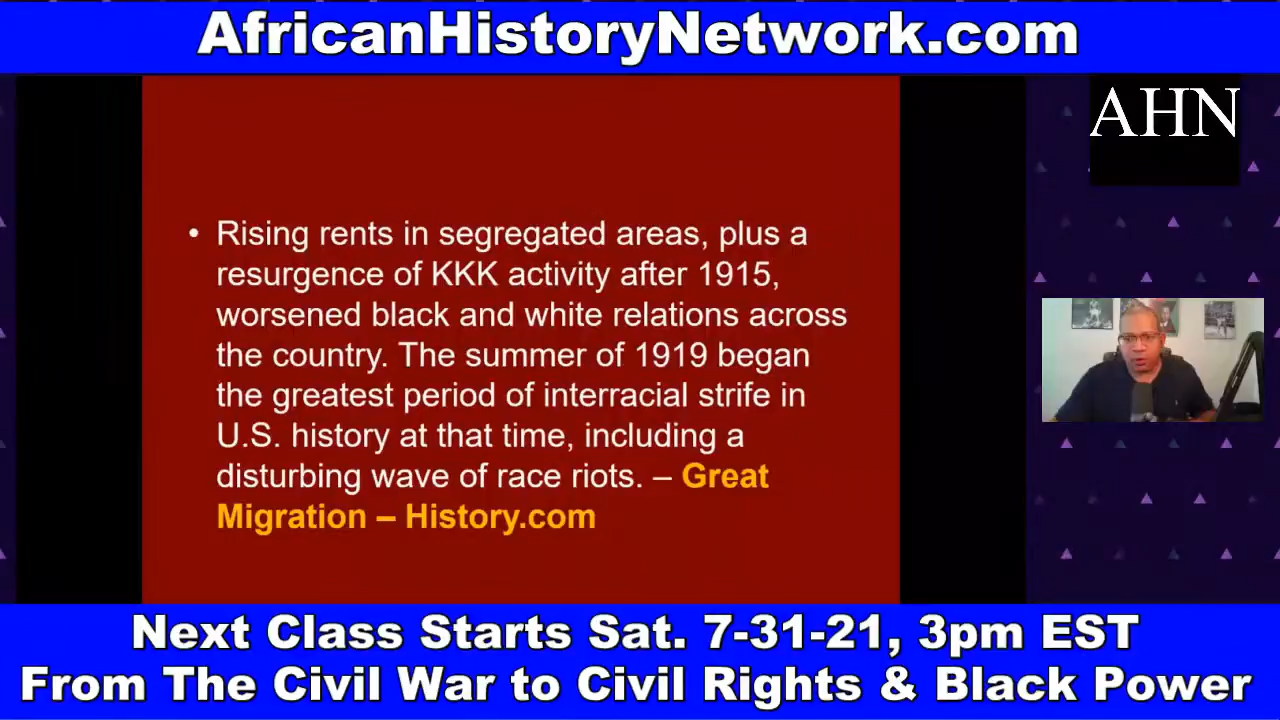 AfricanHistoryNetwork.com
AHN
• Rising rents in segregated areas, plus a
resurgence of KKK activity after 1915,
worsened black and white relations across
the country. The summer of 1919 began
the greatest period of interracial strife in
U.S. history at that time, including a
disturbing wave of race riots. – Great
Migration – History.com
Next Class Starts Sat. 7-31-21, 3pm EST
From The Civil War to Civil Rights & Black Power